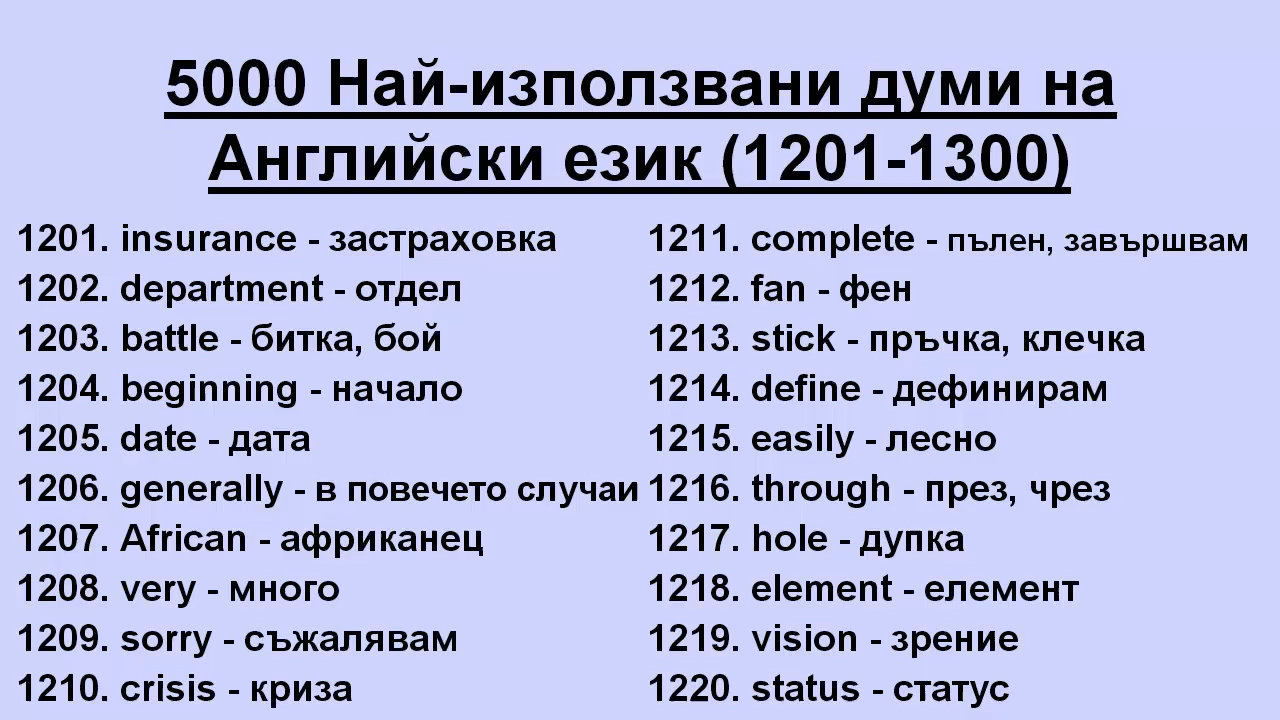 5000 Най-използвани думи на
Английски език (1201-1300)
1201. insurance - застраховка
1202. department - отдел
1203. battle - битка, бой
1204. beginning - начало
1205. date - дата
1206. generally - в повечето случаи
1207. African - африканец
1208. very - много
1209. sorry - съжалявам
1210. crisis - криза
1211. complete - пълен, завършвам
1212. fan - фен
1213. stick - пръчка, клечка
1214. define - дефинирам
1215. easily - лесно
1216. through - през, чрез
1217. hole - дупка
1218. element - елемент
1219. vision - зрение
1220. status - статус